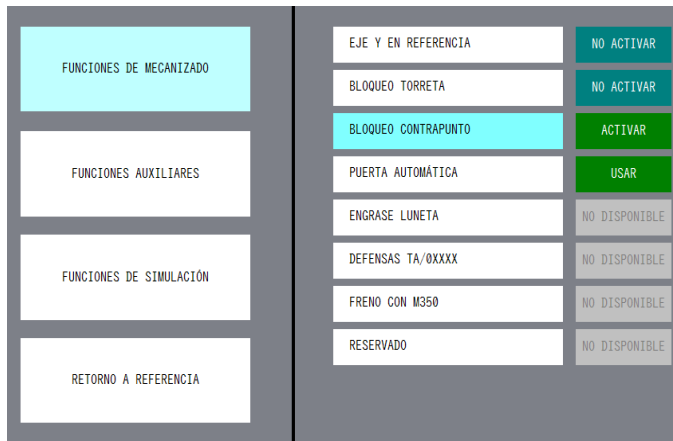 FUNCIONES DE MECANIZADO
FUNCIONES AUXILIARES
FUNCIONES DE SIMULACIÓN
RETORNO A REFERENCIA
EJE Y EN REFERENCIA NO ACTIVAR
BLOQUEO TORRETA NO ACTIVAR
BLOQUEO CONTRAPUNTO ACTIVAR
PUERTA AUTOMÁTICA USAR
ENGRASE LUNETA NO DISPONIBLE
DEFENSAS TA/0XXXX NO DISPONIBLE
FRENO CON M350 NO DISPONIBLE
RESERVADO NO DISPONIBLE